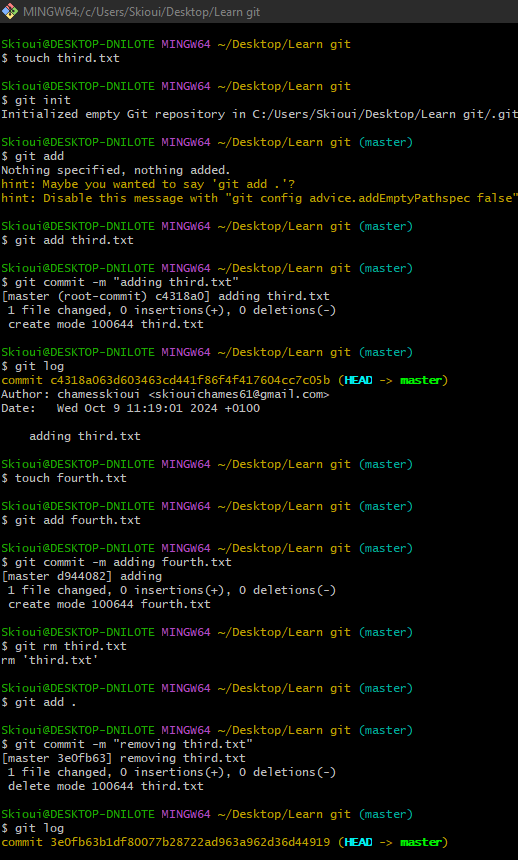 MINGW64:/c/Users/Skioui/Desktop/Learn git
Skioui@DESKTOP-DNILOTE MINGW64 ~/Desktop/Learn git
$ touch third.txt
Skioui@DESKTOP-DNILOTE MINGW64 ~/Desktop/Learn git
$ git init
Initialized empty Git repository in C:/Users/Skioui/Desktop/Learn git/.git
Skioui@DESKTOP-DNILOTE MINGW64 ~/Desktop/Learn git (master)
$ git add
Nothing specified, nothing added.
hint: Maybe you wanted to say 'git add .'?
hint: Disable this message with "git config advice.addEmptyPathspec false"
Skioui@DESKTOP-DNILOTE MINGW64 ~/Desktop/Learn git (master)
$ git add third.txt
Skioui@DESKTOP-DNILOTE MINGW64 ~/Desktop/Learn git (master)
$ git commit -m "adding third.txt"
[master (root-commit) c4318a0] adding third.txt
 1 file changed, 0 insertions(+), 0 deletions(-)
 create mode 100644 third.txt
Skioui@DESKTOP-DNILOTE MINGW64 ~/Desktop/Learn git (master)
$ git log
commit c4318a063d603463cd441f86f4f417604cc7c05b (HEAD -> master)
Author: chamesskioui <skiouichames61@gmail.com>
Date:   Wed Oct 9 11:19:01 2024 +0100
    adding third.txt
Skioui@DESKTOP-DNILOTE MINGW64 ~/Desktop/Learn git (master)
$ touch fourth.txt
Skioui@DESKTOP-DNILOTE MINGW64 ~/Desktop/Learn git (master)
$ git add fourth.txt
Skioui@DESKTOP-DNILOTE MINGW64 ~/Desktop/Learn git (master)
$ git commit -m adding fourth.txt
[master d944082] adding
 1 file changed, 0 insertions(+), 0 deletions(-)
 create mode 100644 fourth.txt
Skioui@DESKTOP-DNILOTE MINGW64 ~/Desktop/Learn git (master)
$ git rm third.txt
rm 'third.txt'
Skioui@DESKTOP-DNILOTE MINGW64 ~/Desktop/Learn git (master)
$ git add .
Skioui@DESKTOP-DNILOTE MINGW64 ~/Desktop/Learn git (master)
$ git commit -m "removing third.txt"
[master 3e0fb63] removing third.txt
 1 file changed, 0 insertions(+), 0 deletions(-)
 delete mode 100644 third.txt
Skioui@DESKTOP-DNILOTE MINGW64 ~/Desktop/Learn git (master)
$ git log
commit 3e0fb63b1df80077b28722ad963a962d36d44919 (HEAD -> master)